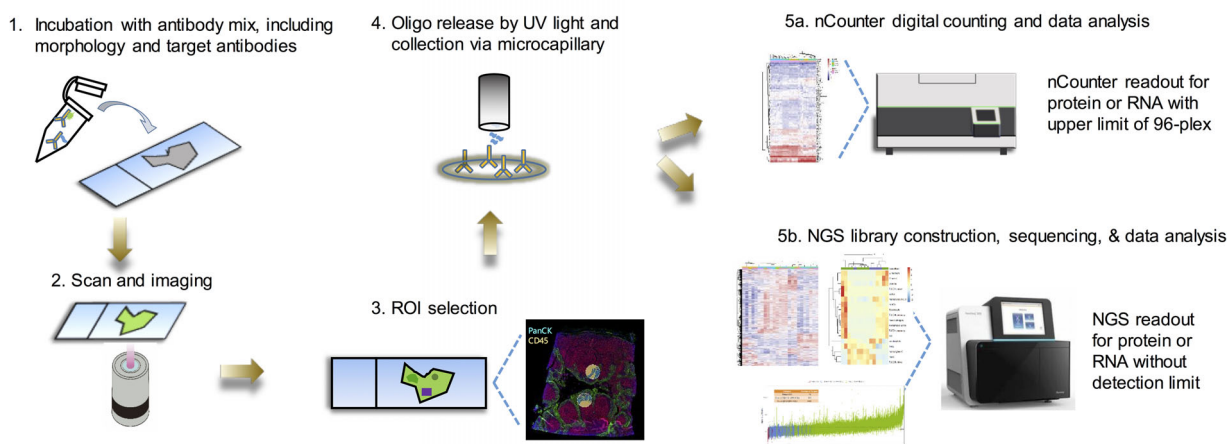 1. Incubation with antibody mix, including
morphology and target antibodies
2. Scan and imaging
3. ROI selection
PanCK
CD45
4. Oligo release by UV light and
collection via microcapillary
5a. nCounter digital counting and data analysis
nCounter readout for
protein or RNA with
upper limit of 96-plex
5b. NGS library construction, sequencing, & data analysis
NGS readout
for protein or
RNA without
detection limit